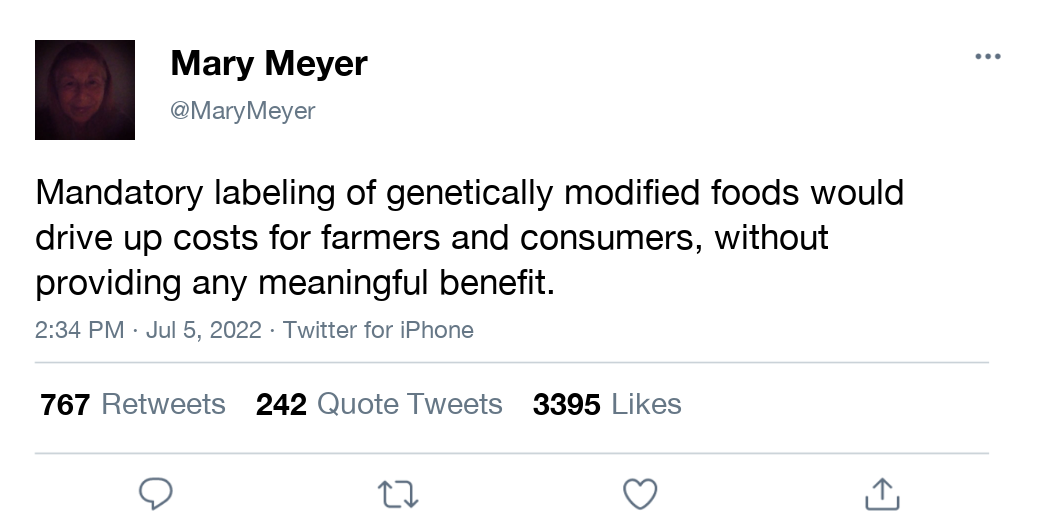 Mary Meyer
@MaryMeyer
Mandatory labeling of genetically modified foods would
drive up costs for farmers and consumers, without
providing any meaningful benefit.
2:34 PM · Jul 5, 2022 · Twitter for iPhone
767 Retweets 242 Quote Tweets 3395 Likes